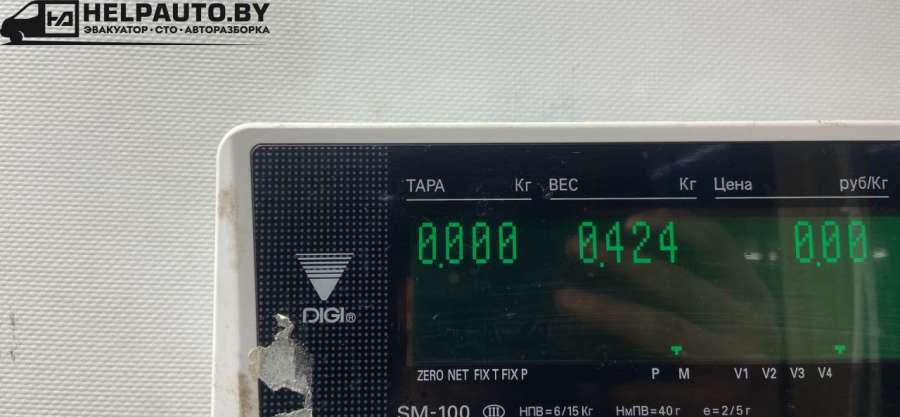 HELPAUTO.BY
ЭВАКУАТОР·СТО·АВТОРАЗБОРКА
ТАРА Кг ВЕС Кг Цена руб/Кг
0.000 0.424 0.00
DIGI®
ZERO NET FIX T FIX P P M V1 V2 V3 V4
SM-100 III НПВ=6/15 Кг НмПВ=40 г e=2/5 г